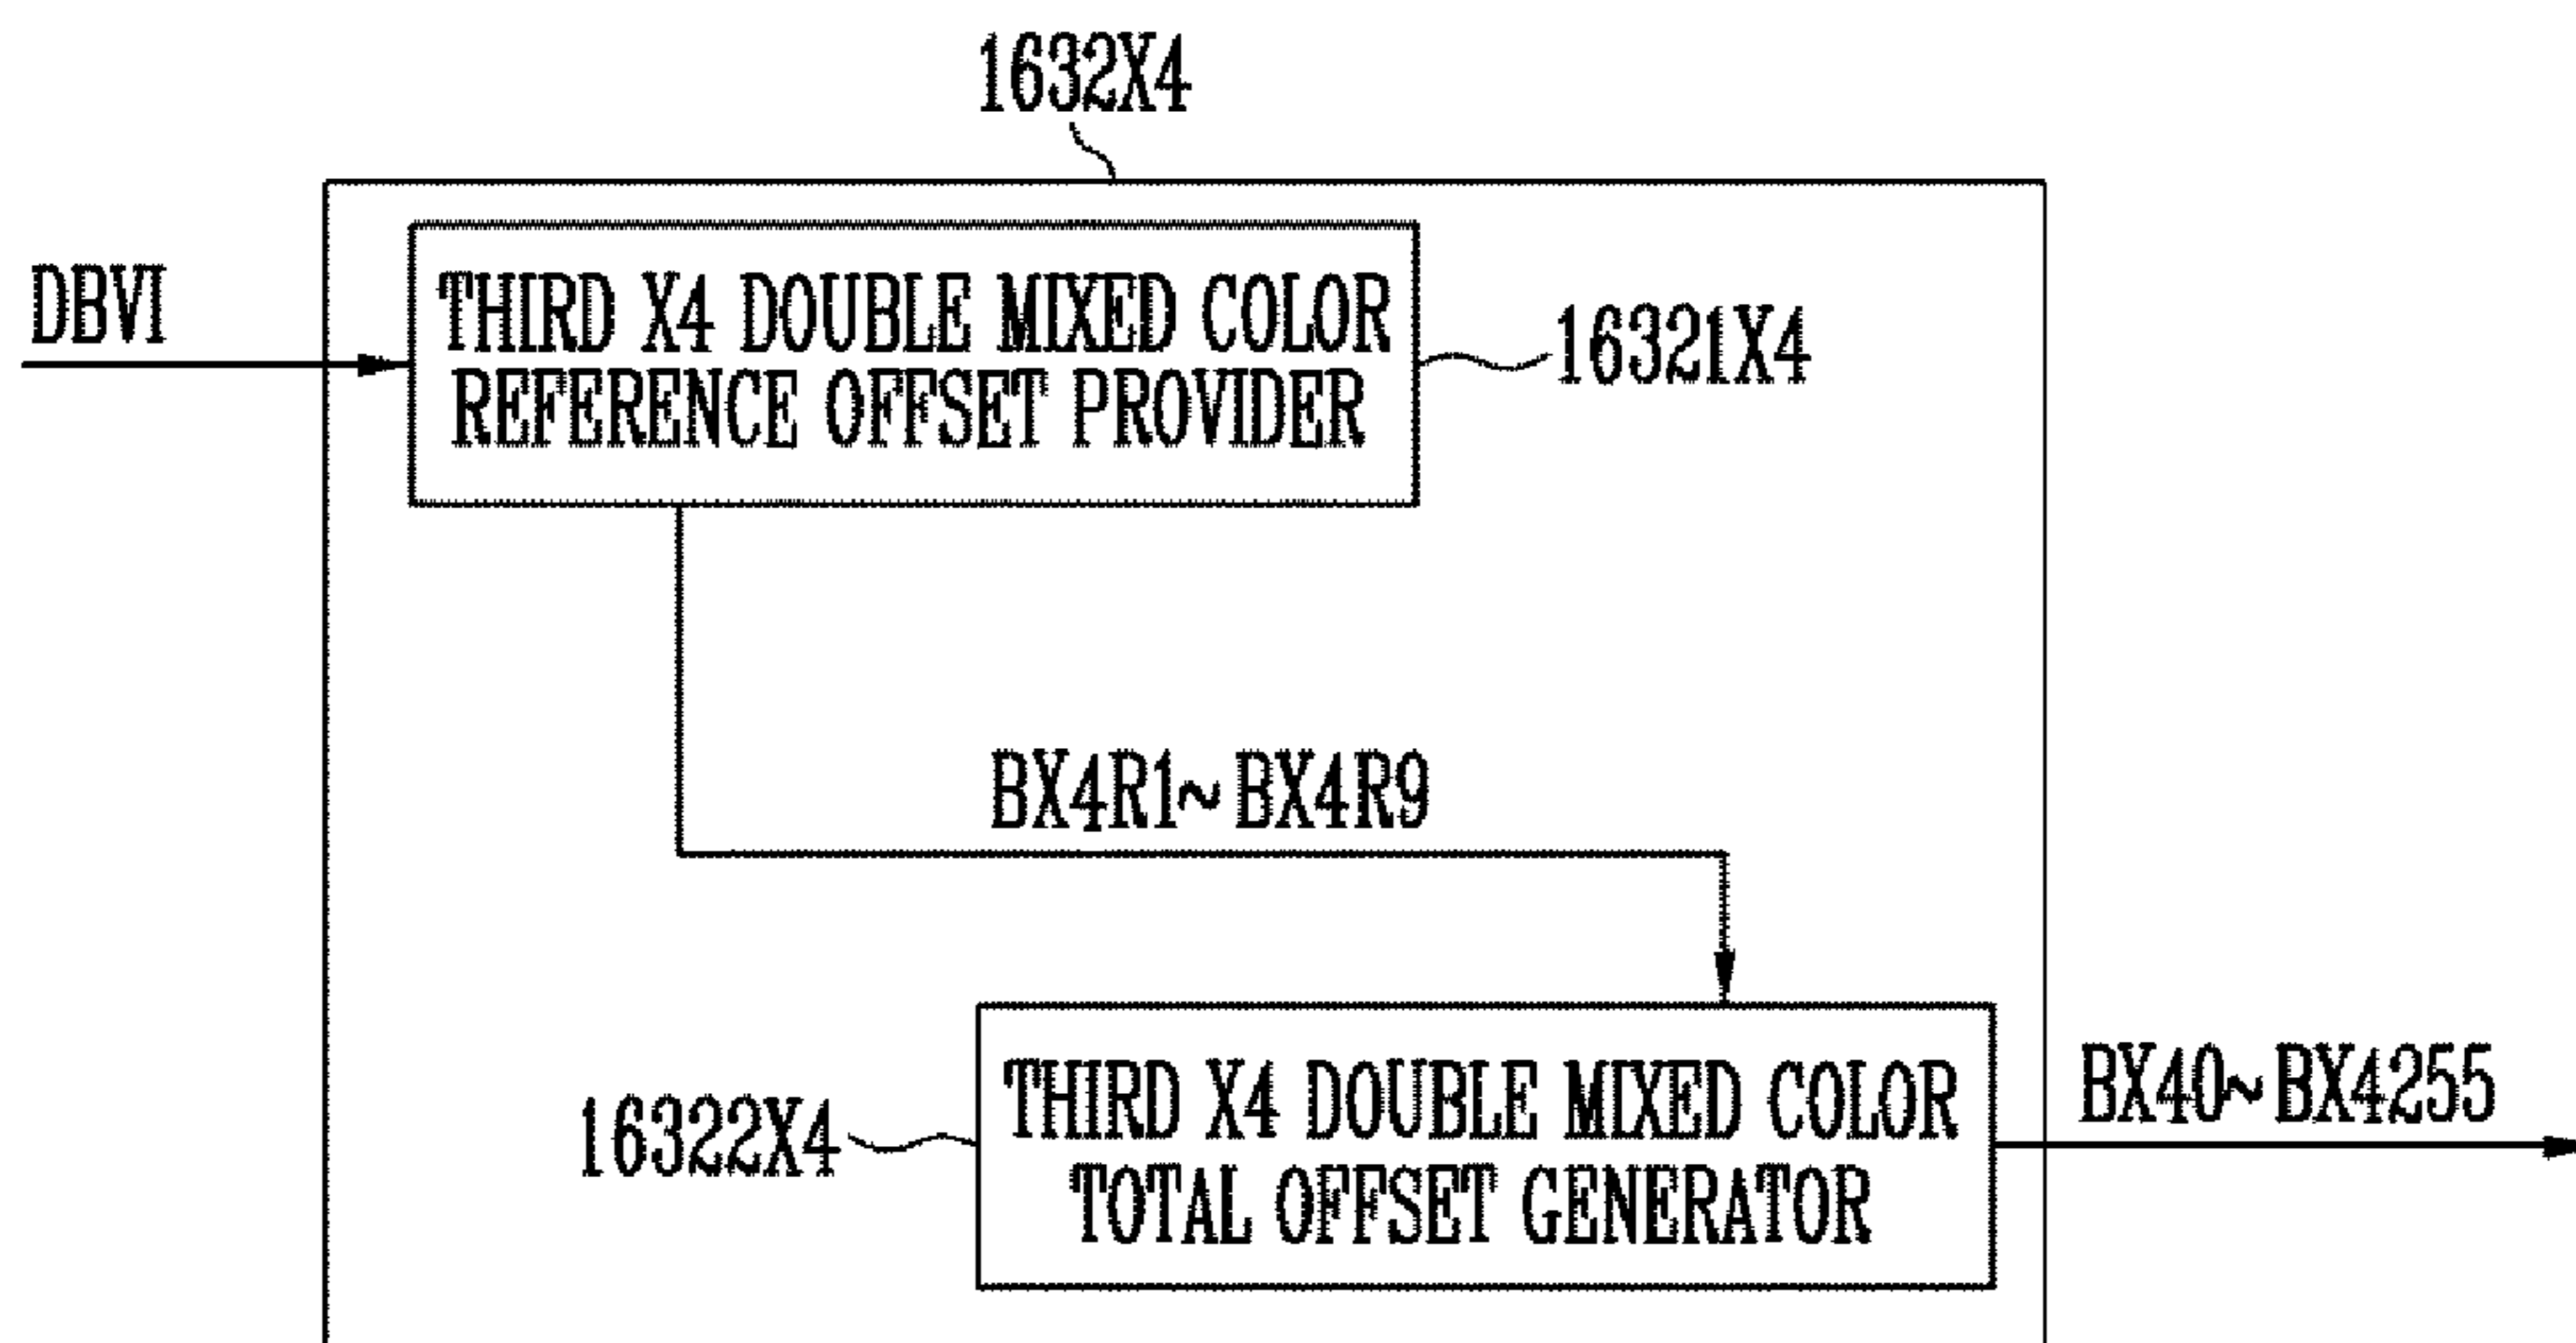 1632X4
DBVI
THIRD X4 DOUBLE MIXED COLOR
REFERENCE OFFSET PROVIDER
16321X4
BX4R1~BX4R9
THIRD X4 DOUBLE MIXED COLOR
TOTAL OFFSET GENERATOR
16322X4
BX40~BX4255